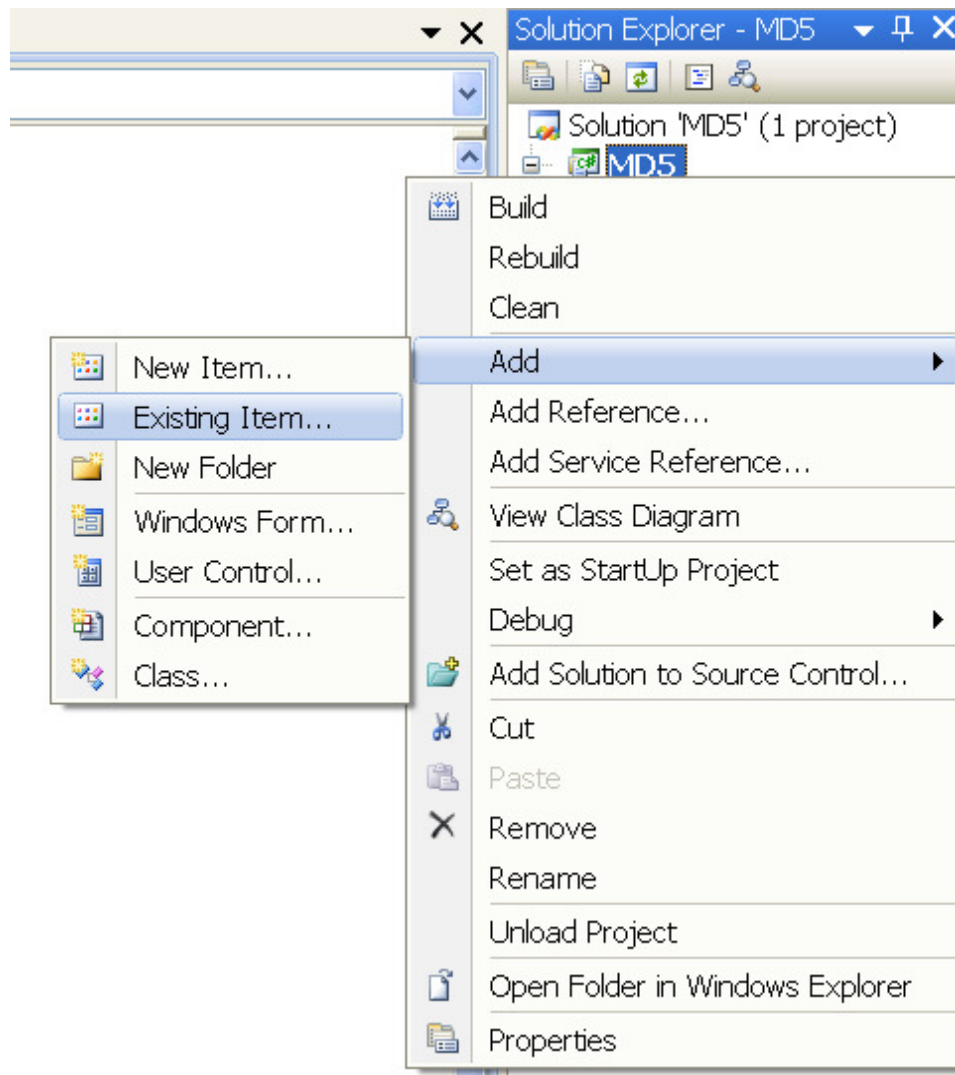 Solution Explorer - MD5
Solution 'MD5' (1 project)
MD5
Build
Rebuild
Clean
Add
Add Reference...
Add Service Reference...
View Class Diagram
Set as StartUp Project
Debug
Add Solution to Source Control...
Cut
Paste
Remove
Rename
Unload Project
Open Folder in Windows Explorer
Properties
New Item...
Existing Item...
New Folder
Windows Form...
User Control...
Component...
Class...